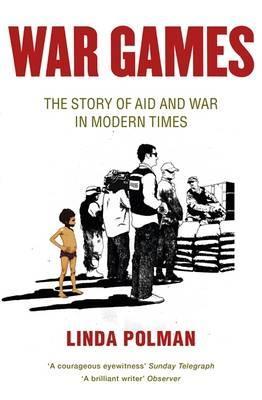 WAR GAMES
THE STORY OF AID AND WAR
IN MODERN TIMES
LINDA POLMAN
'A courageous eyewitness' Sunday Telegraph
'A brilliant writer' Observer